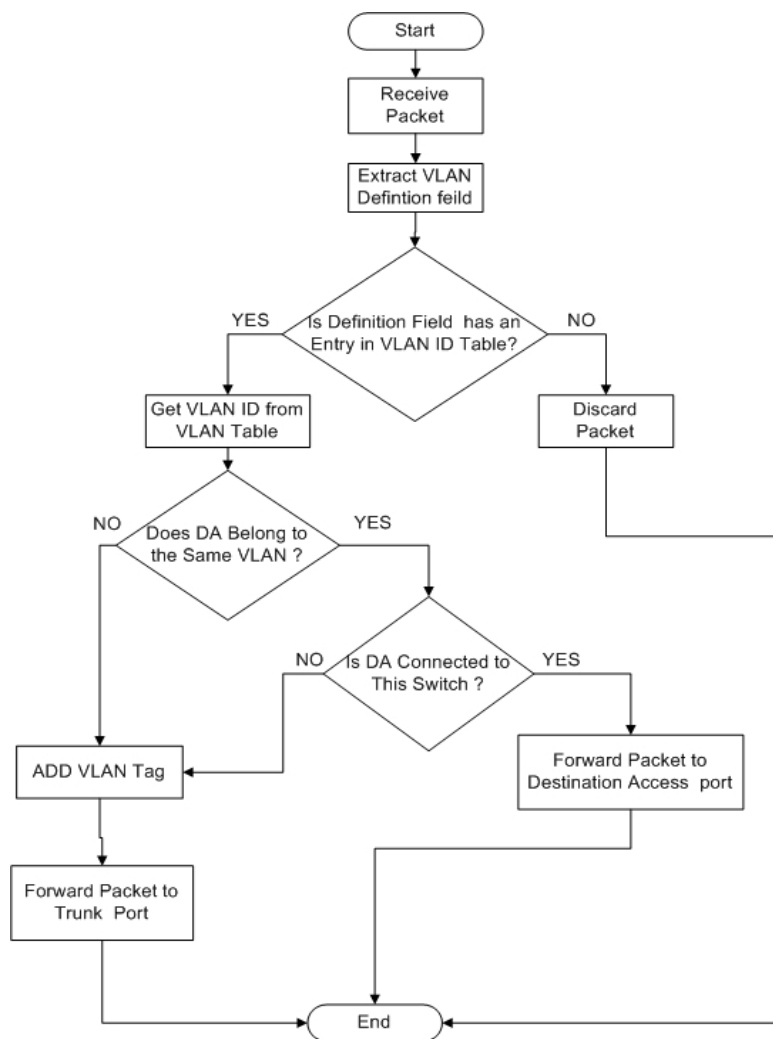 Start
Receive
Packet
Extract VLAN
Defintion feild
Is Definition Field has an
Entry in VLAN ID Table?
YES
NO
Get VLAN ID from
VLAN Table
Discard
Packet
NO
YES
Does DA Belong to
the Same VLAN ?
NO
YES
Is DA Connected to
This Switch ?
ADD VLAN Tag
Forward Packet to
Destination Access port
Forward Packet to
Trunk Port
End